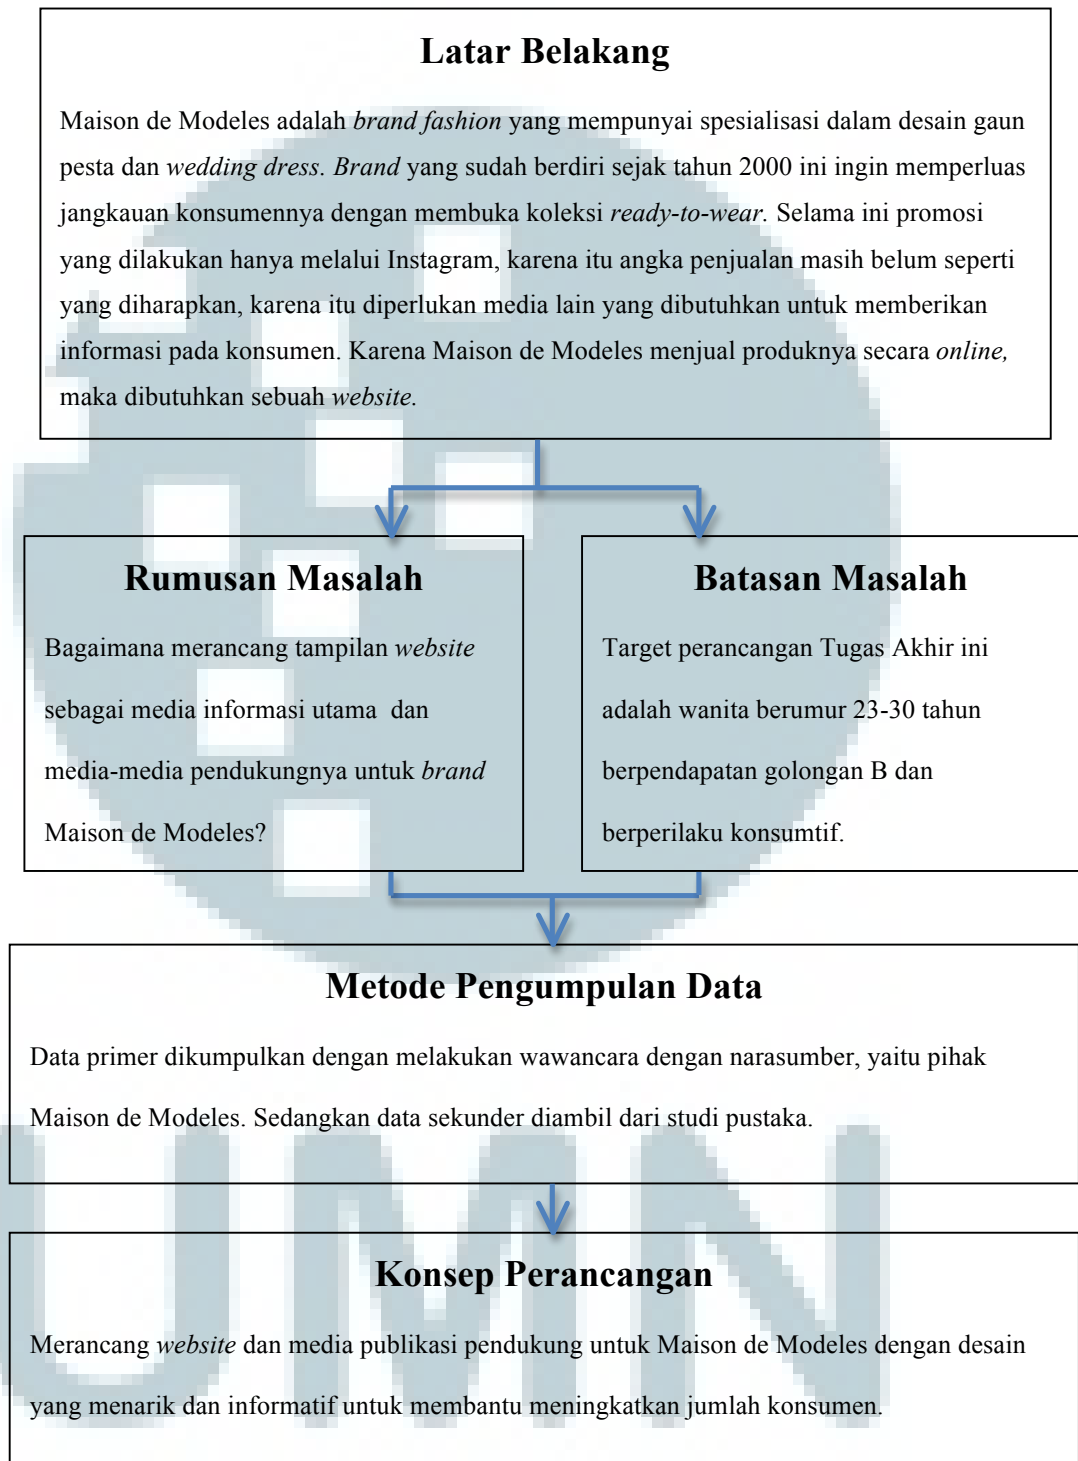 Latar Belakang
Maison de Modeles adalah brand fashion yang mempunyai spesialisasi dalam desain gaun
pesta dan wedding dress. Brand yang sudah berdiri sejak tahun 2000 ini ingin memperluas
jangkauan konsumennya dengan membuka koleksi ready-to-wear. Selama ini promosi
yang dilakukan hanya melalui Instagram, karena itu angka penjualan masih belum seperti
yang diharapkan, karena itu diperlukan media lain yang dibutuhkan untuk memberikan
informasi pada konsumen. Karena Maison de Modeles menjual produknya secara online,
maka dibutuhkan sebuah website.
Rumusan Masalah
Bagaimana merancang tampilan website
sebagai media informasi utama dan
media-media pendukungnya untuk brand
Maison de Modeles?
Batasan Masalah
Target perancangan Tugas Akhir ini
adalah wanita berumur 23-30 tahun
berpendapatan golongan B dan
berperilaku konsumtif.
Metode Pengumpulan Data
Data primer dikumpulkan dengan melakukan wawancara dengan narasumber, yaitu pihak
Maison de Modeles. Sedangkan data sekunder diambil dari studi pustaka.
Konsep Perancangan
Merancang website dan media publikasi pendukung untuk Maison de Modeles dengan desain
yang menarik dan informatif untuk membantu meningkatkan jumlah konsumen.
UMN